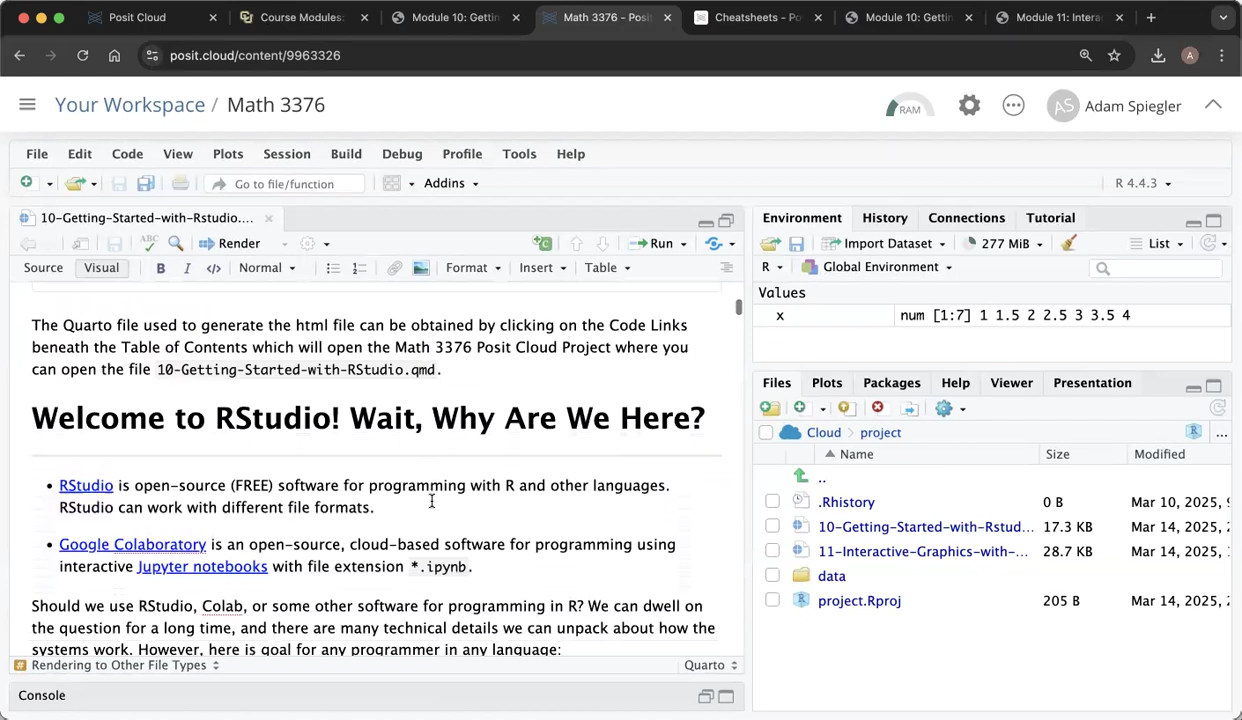 Posit Cloud
Course Modules:
Module 10: Gettin
Math 3376 - Posi
Cheatsheets - Po
Module 10: Gettin
Module 11: Intera
posit.cloud/content/9963326
A
Your Workspace / Math 3376
RAM
AS
Adam Spiegler
File Edit Code View Plots Session Build Debug Profile Tools Help
Go to file/function
Addins
R 4.4.3
10-Getting-Started-with-Rstudio....
Render
Run
Source Visual
B I </> Normal
Format Insert Table
The Quarto file used to generate the html file can be obtained by clicking on the Code Links
beneath the Table of Contents which will open the Math 3376 Posit Cloud Project where you
can open the file 10-Getting-Started-with-RStudio.qmd.
Welcome to RStudio! Wait, Why Are We Here?
• RStudio is open-source (FREE) software for programming with R and other languages.
RStudio can work with different file formats.
• Google Colaboratory is an open-source, cloud-based software for programming using
interactive Jupyter notebooks with file extension *.ipynb.
Should we use RStudio, Colab, or some other software for programming in R? We can dwell on
the question for a long time, and there are many technical details we can unpack about how the
systems work. However, here is goal for any programmer in any language:
# Rendering to Other File Types
Quarto
Console
Environment History Connections Tutorial
Import Dataset 277 MiB List
R Global Environment
Values
x num [1:7] 1 1.5 2 2.5 3 3.5 4
Files Plots Packages Help Viewer Presentation
Cloud > project
R ...
Name Size Modified
..
.Rhistory 0 B Mar 10, 2025, 9
10-Getting-Started-with-Rstud... 17.3 KB Mar 14, 2025, 
11-Interactive-Graphics-with-... 28.7 KB Mar 14, 2025, 
data
project.Rproj 205 B Mar 14, 2025,